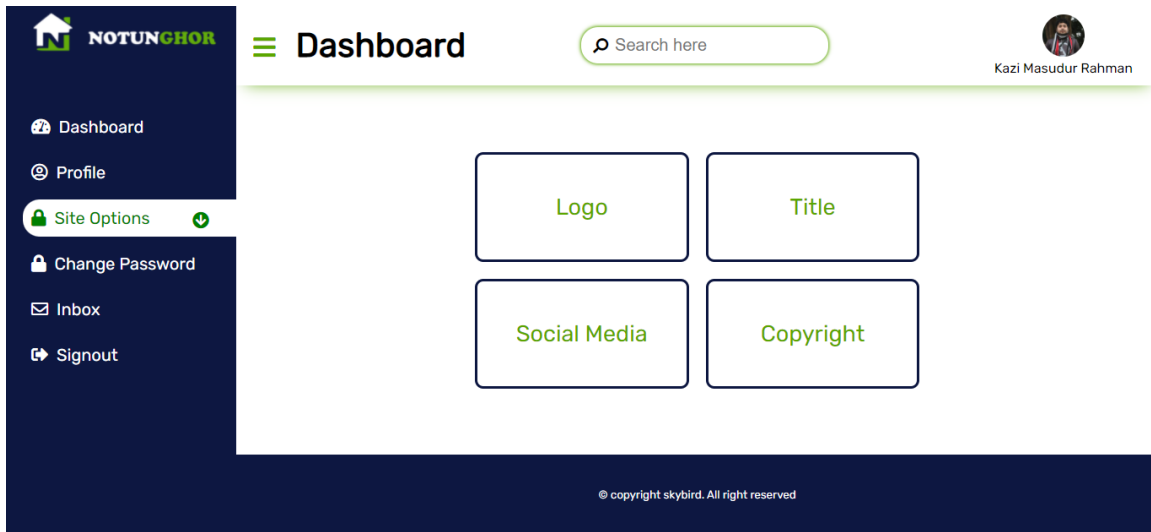 NOTUNGHOR
Dashboard
Search here
Kazi Masudur Rahman
Dashboard
Profile
Site Options
Change Password
Inbox
Signout
Logo
Title
Social Media
Copyright
© copyright skybird. All right reserved